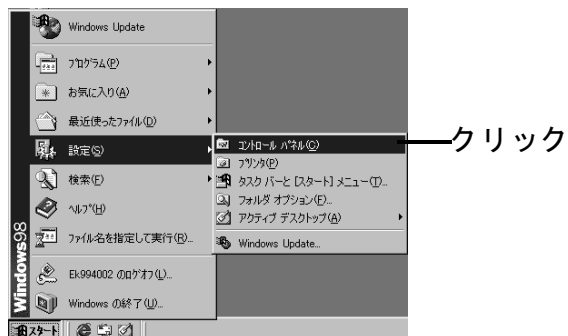 Windows Update
ﾌﾟﾛｸﾞﾗﾑ(P)
お気に入り(A)
最近使ったﾌｧｲﾙ(D)
設定(S)
検索(F)
ﾍﾙﾌﾟ(H)
ﾌｧｲﾙ名を指定して実行(R)...
Ek994002 のﾛｸﾞｵﾌ(L)...
Windows の終了(U)...
Windows98
スタート
ｺﾝﾄﾛｰﾙ ﾊﾟﾈﾙ(C)
ﾌﾟﾘﾝﾀ(P)
タスク バーと [スタート] メニュー(T)...
フォルダ オプション(F)...
アクティブ デスクトップ(A)
Windows Update...
クリック